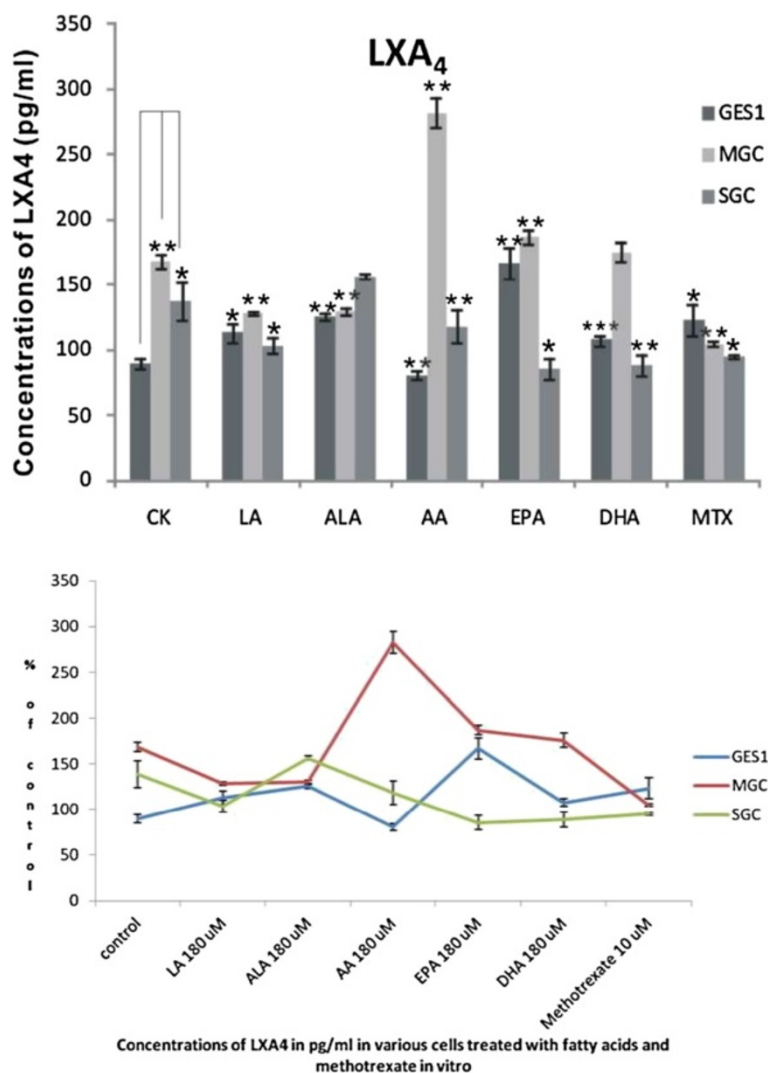 LXA4
Concentrations of LXA4 (pg/ml)
350
300
250
200
150
100
50
0
** *
* ** *
** **
** ** **
** ** *
*** **
* ** *
GES1
MGC
SGC
CK LA ALA AA EPA DHA MTX
% of control
350
300
250
200
150
100
50
0
GES1
MGC
SGC
control
LA 180 uM
ALA 180 uM
AA 180 uM
EPA 180 uM
DHA 180 uM
Methotrexate 10 uM
Concentrations of LXA4 in pg/ml in various cells treated with fatty acids and
methotrexate in vitro